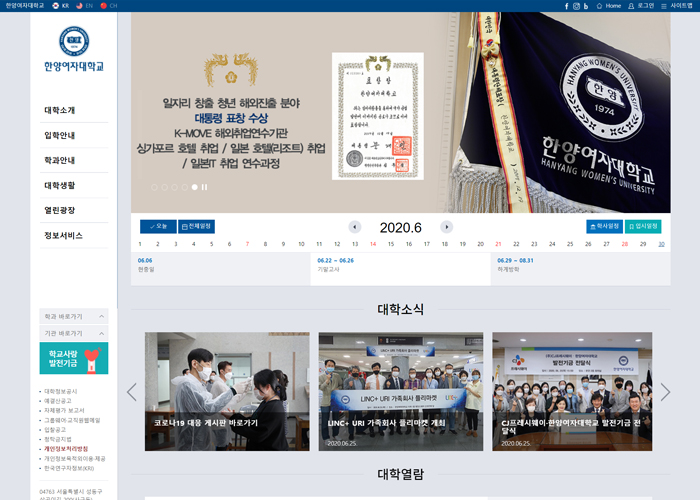 한양여자대학교 KR EN CH
Home 로그인 사이트맵
한양여자대학교
대학소개
입학안내
학과안내
대학생활
열린광장
정보서비스
학과 바로가기
기관 바로가기
학교사랑
발전기금
대학정보공시
예결산공고
자체평가 보고서
그룹웨어·교직원웹메일
입찰공고
청탁금지법
개인정보처리방침
개인정보목적외이용·제공
한국연구자정보(KRI)
04763 서울특별시 성동구
일자리 창출 청년 해외진출 분야
대통령 표창 수상
K-MOVE 해외취업연수기관
싱가포르 호텔 취업 / 일본 호텔(리조트) 취업
/ 일본IT 취업 연수과정
표 창 장
한양여자대학교
HANYANG WOMEN'S UNIVERSITY
한양
1974
한양여자대학교
HANYANG WOMEN'S UNIVERSITY
오늘 전체일정
2020.6
학사일정 입시일정
1 2 3 4 5 6 7 8 9 10 11 12 13 14 15 16 17 18 19 20 21 22 23 24 25 26 27 28 29 30
06.06
현충일
06.22 ~ 06.26
기말고사
06.29 ~ 08.31
하계방학
대학소식
코로나19 대응 게시판 바로가기
LINC+ URI 가족회사 플리마켓
LINC+ URI 가족회사 플리마켓 개최
2020.06.25
CJ프레시웨이
발전기금 전달식
CJ프레시웨이-한양여자대학교 발전기금 전
달식
2020.06.25
대학열람